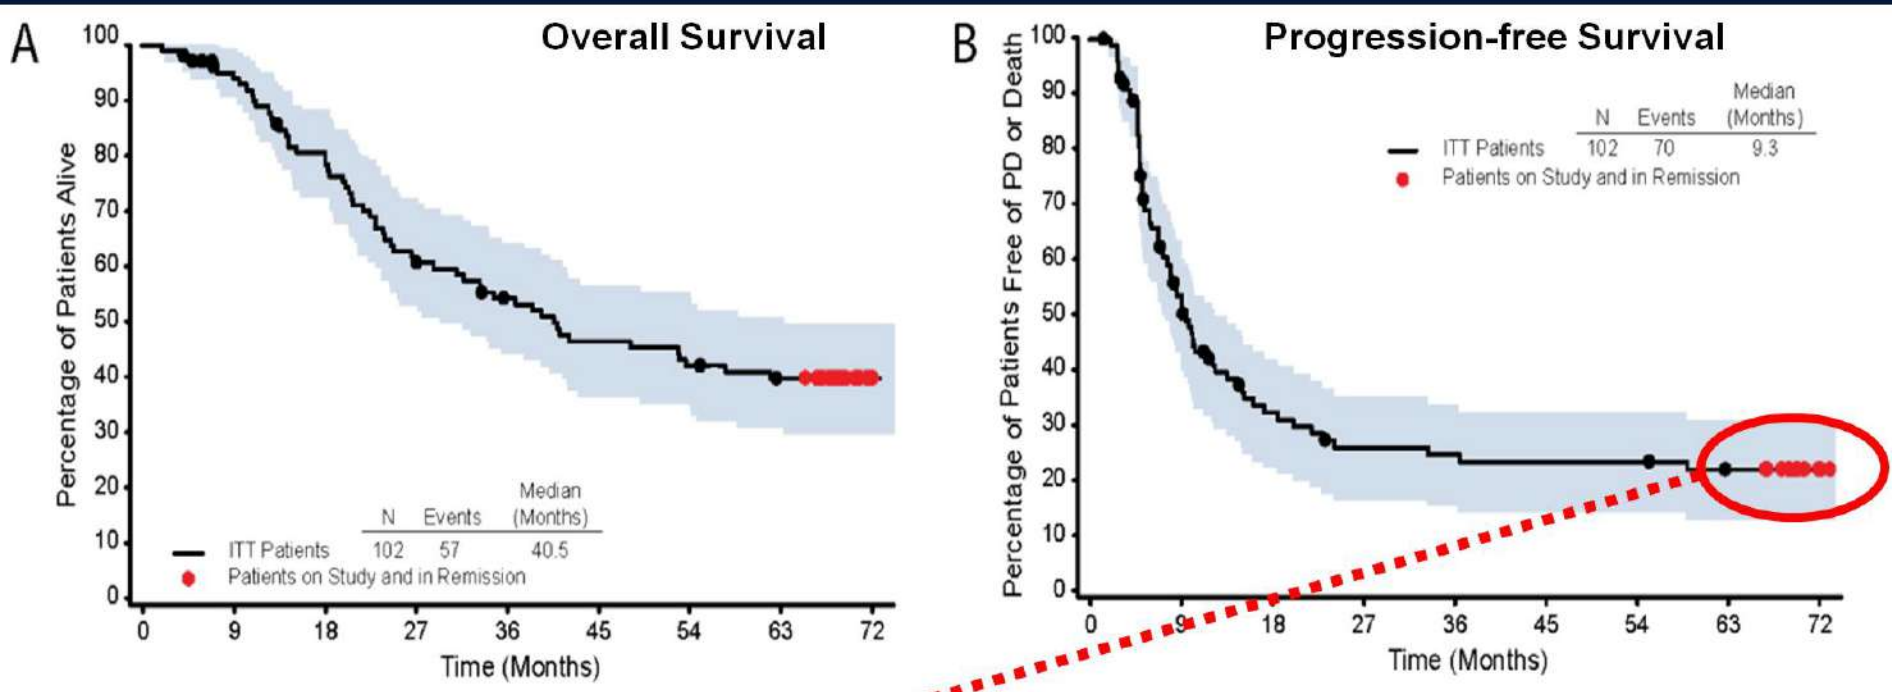 A
Overall Survival
Percentage of Patients Alive
100
90
80
70
60
50
40
30
20
10
0
N Events Median (Months)
ITT Patients 102 57 40.5
Patients on Study and in Remission
0 9 18 27 36 45 54 63 72
Time (Months)
B
Progression-free Survival
Percentage of Patients Free of PD or Death
100
90
80
70
60
50
40
30
20
10
0
N Events Median (Months)
ITT Patients 102 70 9.3
Patients on Study and in Remission
0 9 18 27 36 45 54 63 72
Time (Months)